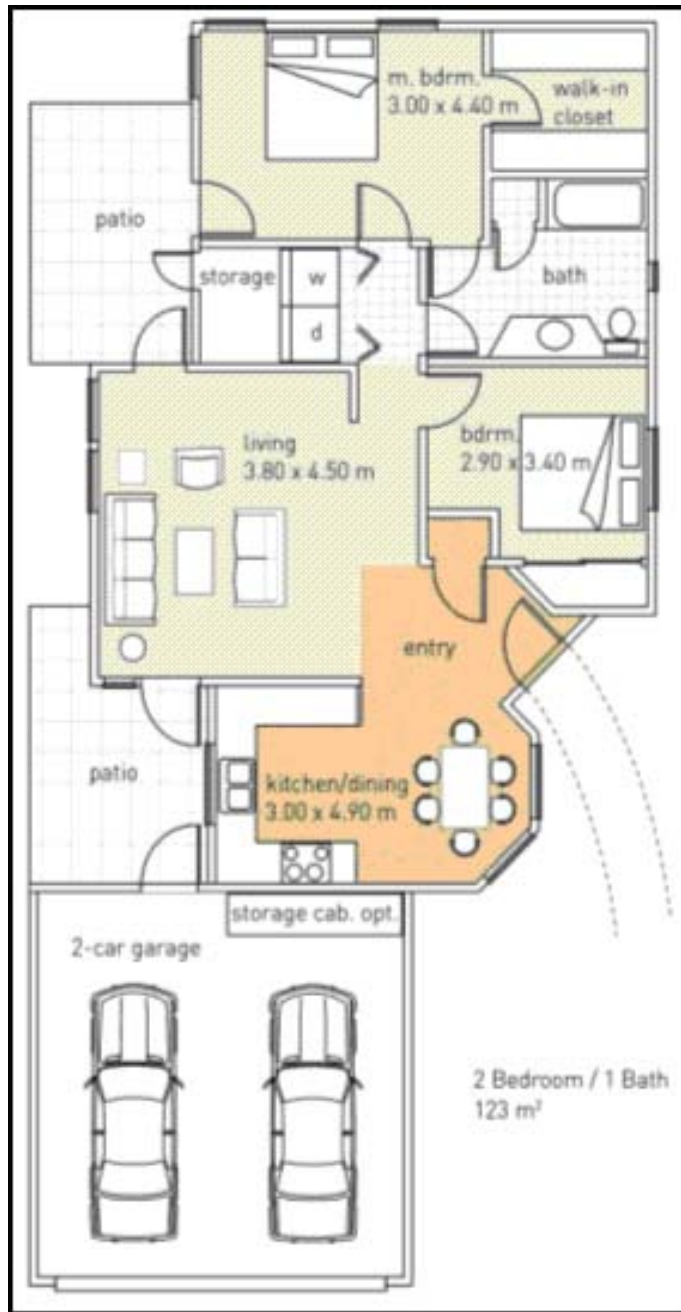 m. bdrm.
3.00 x 4.40 m
walk-in
closet
patio
storage
w
d
bath
living
3.80 x 4.50 m
bdrm.
2.90 x 3.40 m
entry
patio
kitchen/dining
3.00 x 4.90 m
storage cab. opt.
2-car garage
2 Bedroom / 1 Bath
123 m²